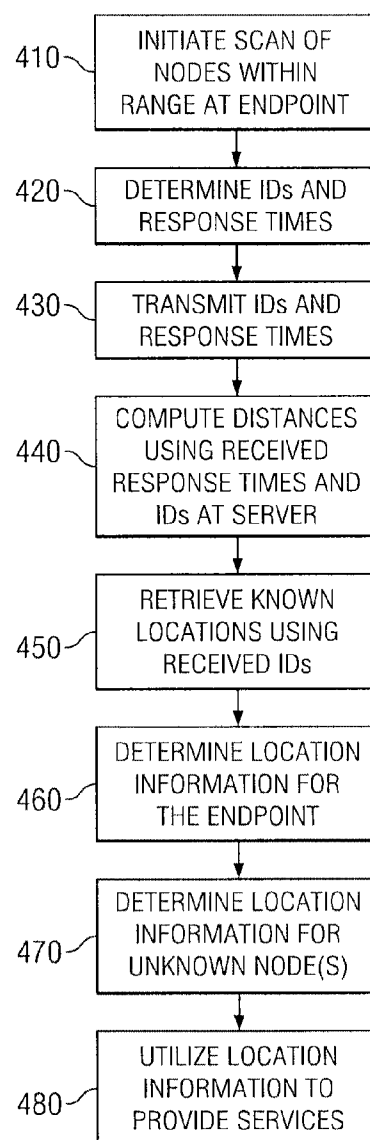 410
INITIATE SCAN OF
NODES WITHIN
RANGE AT ENDPOINT
420
DETERMINE IDs AND
RESPONSE TIMES
430
TRANSMIT IDs AND
RESPONSE TIMES
440
COMPUTE DISTANCES
USING RECEIVED
RESPONSE TIMES AND
IDs AT SERVER
450
RETRIEVE KNOWN
LOCATIONS USING
RECEIVED IDs
460
DETERMINE LOCATION
INFORMATION FOR
THE ENDPOINT
470
DETERMINE LOCATION
INFORMATION FOR
UNKNOWN NODE(S)
480
UTILIZE LOCATION
INFORMATION TO
PROVIDE SERVICES